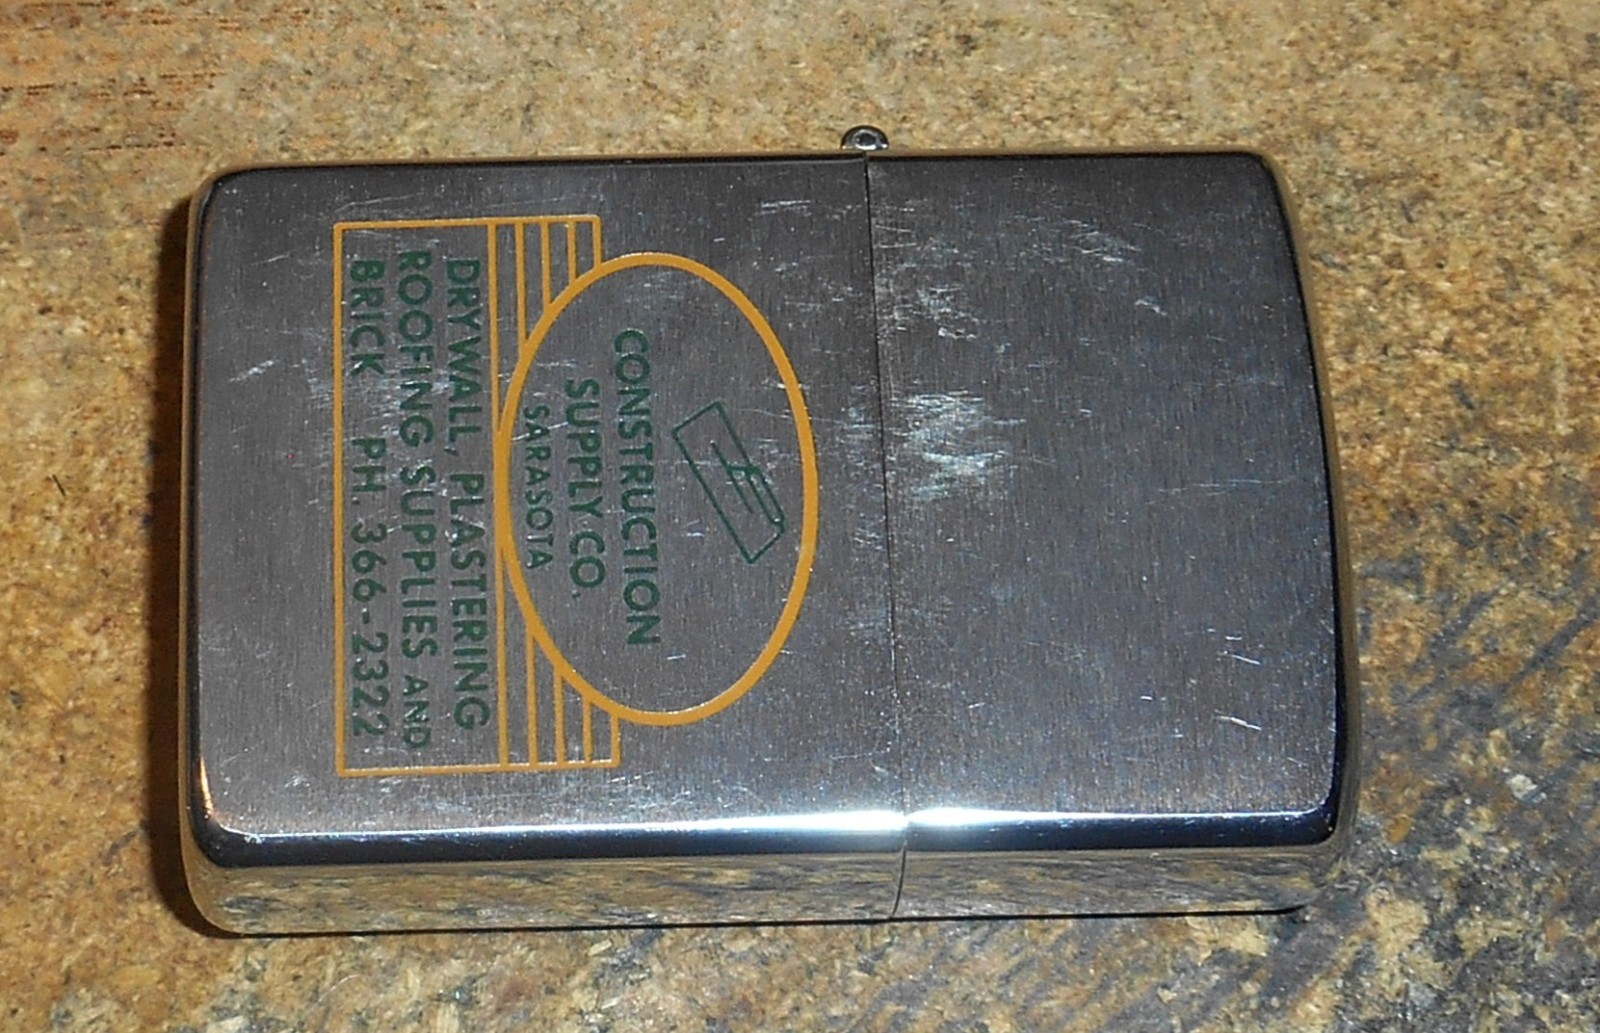 CONSTRUCTION
SUPPLY CO.
SARASOTA
DRYWALL, PLASTERING
ROOFING SUPPLIES AND
BRICK PH. 366-2322